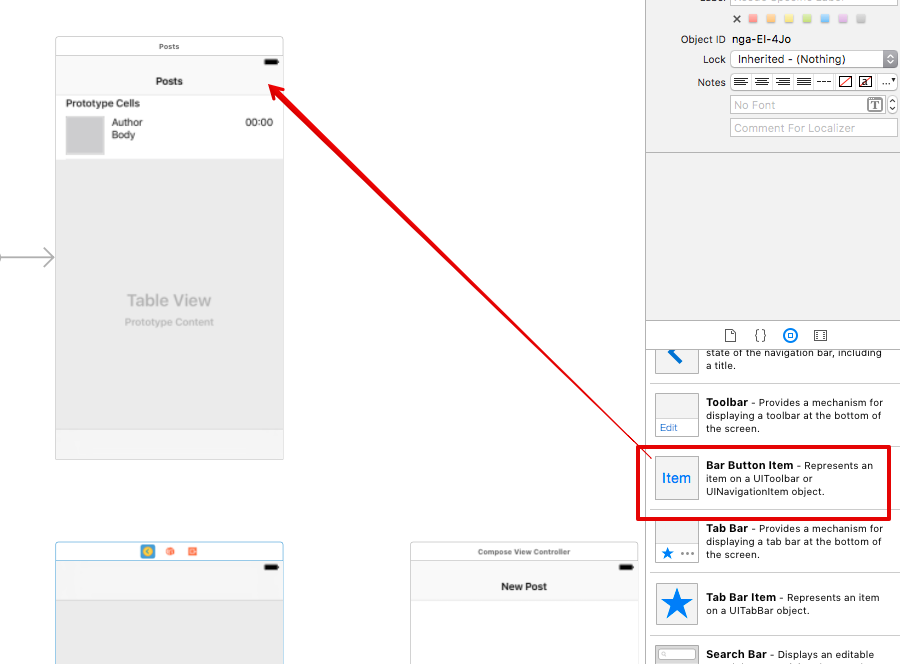 Posts
Posts
Prototype Cells
Author
00:00
Body
Table View
Prototype Content
Compose View Controller
New Post
Object ID nga-EI-4Jo
Lock Inherited - (Nothing)
Notes
No Font
T
Comment For Localizer
{ }
state of the navigation bar, including
a title.
Edit
Toolbar - Provides a mechanism for
displaying a toolbar at the bottom of
the screen.
Item
Bar Button Item - Represents an
item on a UIToolbar or
UINavigationItem object.
Tab Bar - Provides a mechanism for
displaying a tab bar at the bottom of
the screen.
Tab Bar Item - Represents an item
on a UITabBar object.
Search Bar - Displays an editable